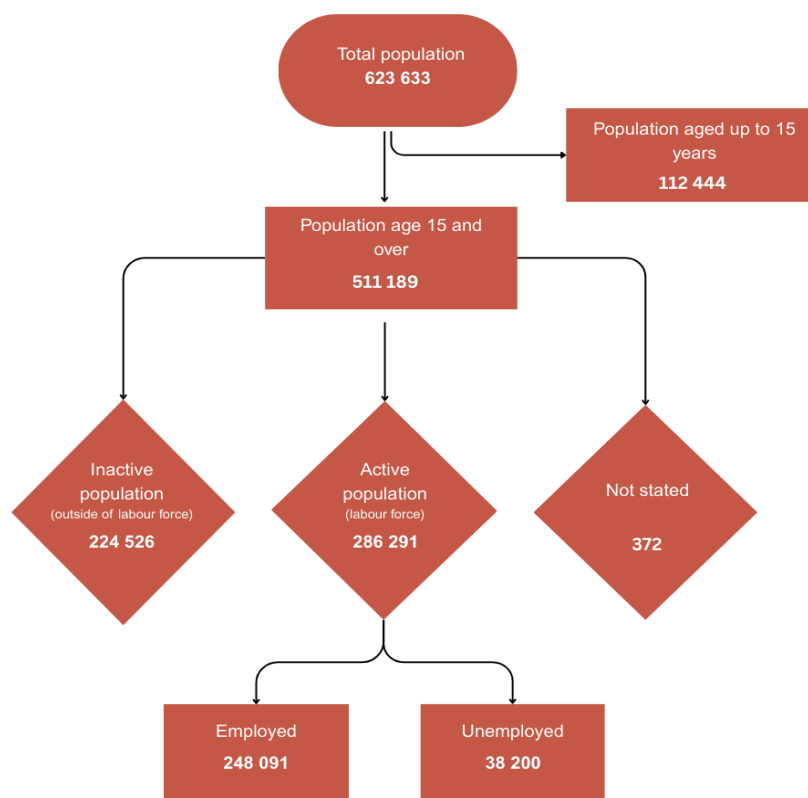 Total population
623 633
Population aged up to 15
years
112 444
Population age 15 and
over
511 189
Inactive
population
(outside of labour force)
224 526
Active
population
(labour force)
286 291
Not stated
372
Employed
248 091
Unemployed
38 200